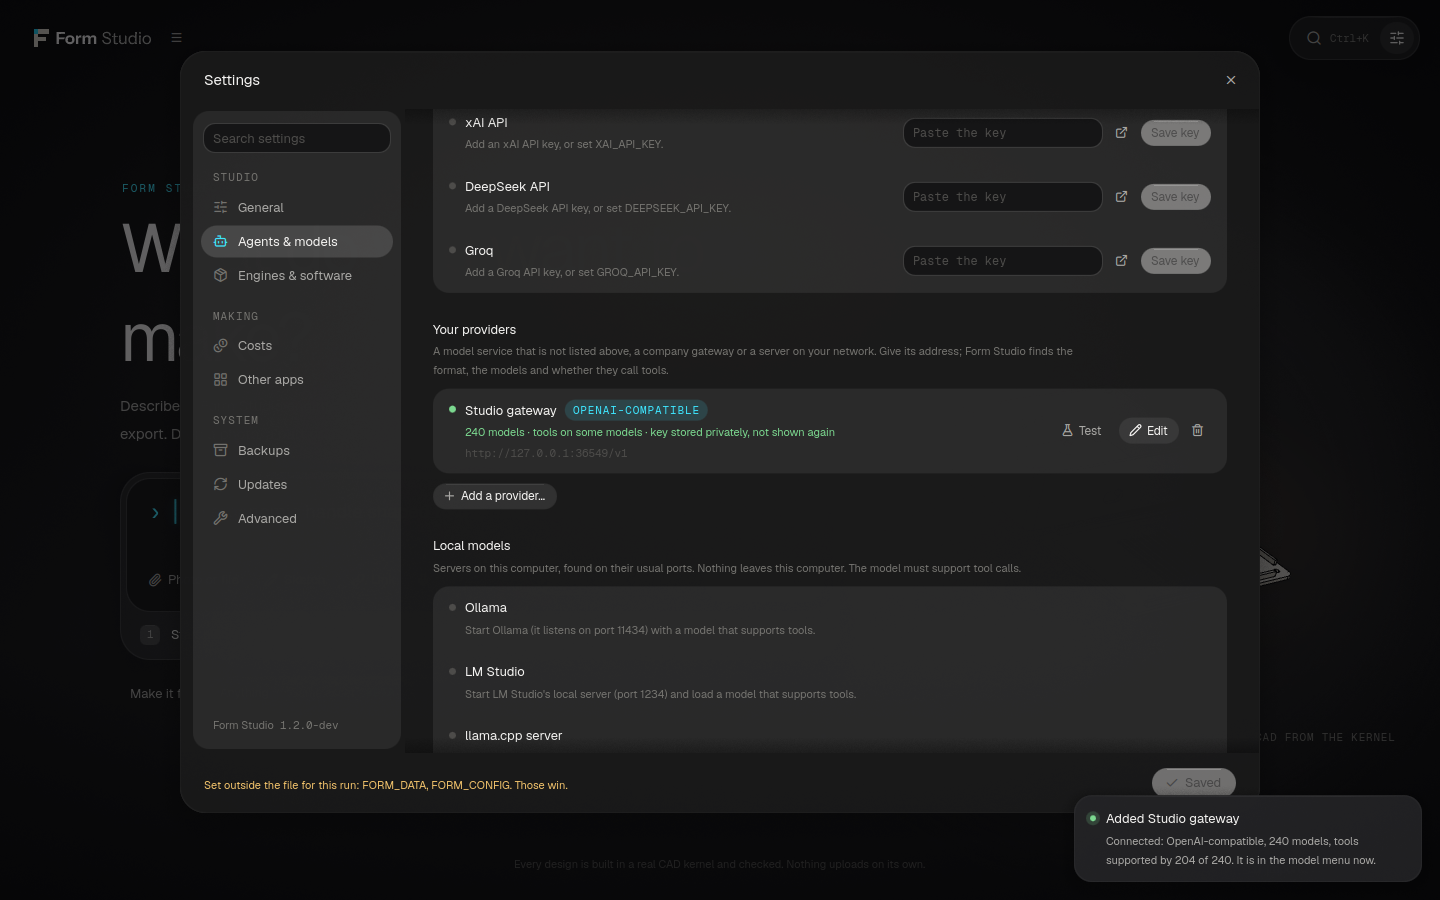 Form Studio
Ctrl+K
Settings
Search settings
STUDIO
General
Agents & models
Engines & software
MAKING
Costs
Other apps
SYSTEM
Backups
Updates
Advanced
Form Studio 1.2.0-dev
xAI API
Add an xAI API key, or set XAI_API_KEY.
Paste the key
Save key
DeepSeek API
Add a DeepSeek API key, or set DEEPSEEK_API_KEY.
Paste the key
Save key
Groq
Add a Groq API key, or set GROQ_API_KEY.
Paste the key
Save key
Your providers
A model service that is not listed above, a company gateway or a server on your network. Give its address; Form Studio finds the
format, the models and whether they call tools.
Studio gateway OPENAI-COMPATIBLE
240 models · tools on some models · key stored privately, not shown again
http://127.0.0.1:36549/v1
Test
Edit
+ Add a provider...
Local models
Servers on this computer, found on their usual ports. Nothing leaves this computer. The model must support tool calls.
Ollama
Start Ollama (it listens on port 11434) with a model that supports tools.
LM Studio
Start LM Studio's local server (port 1234) and load a model that supports tools.
llama.cpp server
Set outside the file for this run: FORM_DATA, FORM_CONFIG. Those win.
Saved
FORM ST
W
ma
Describe
export. D
Ph
1
S
Make it f
CAD FROM THE KERNEL
Every design is built in a real CAD kernel and checked. Nothing uploads on its own.
Added Studio gateway
Connected: OpenAI-compatible, 240 models, tools
supported by 204 of 240. It is in the model menu now.